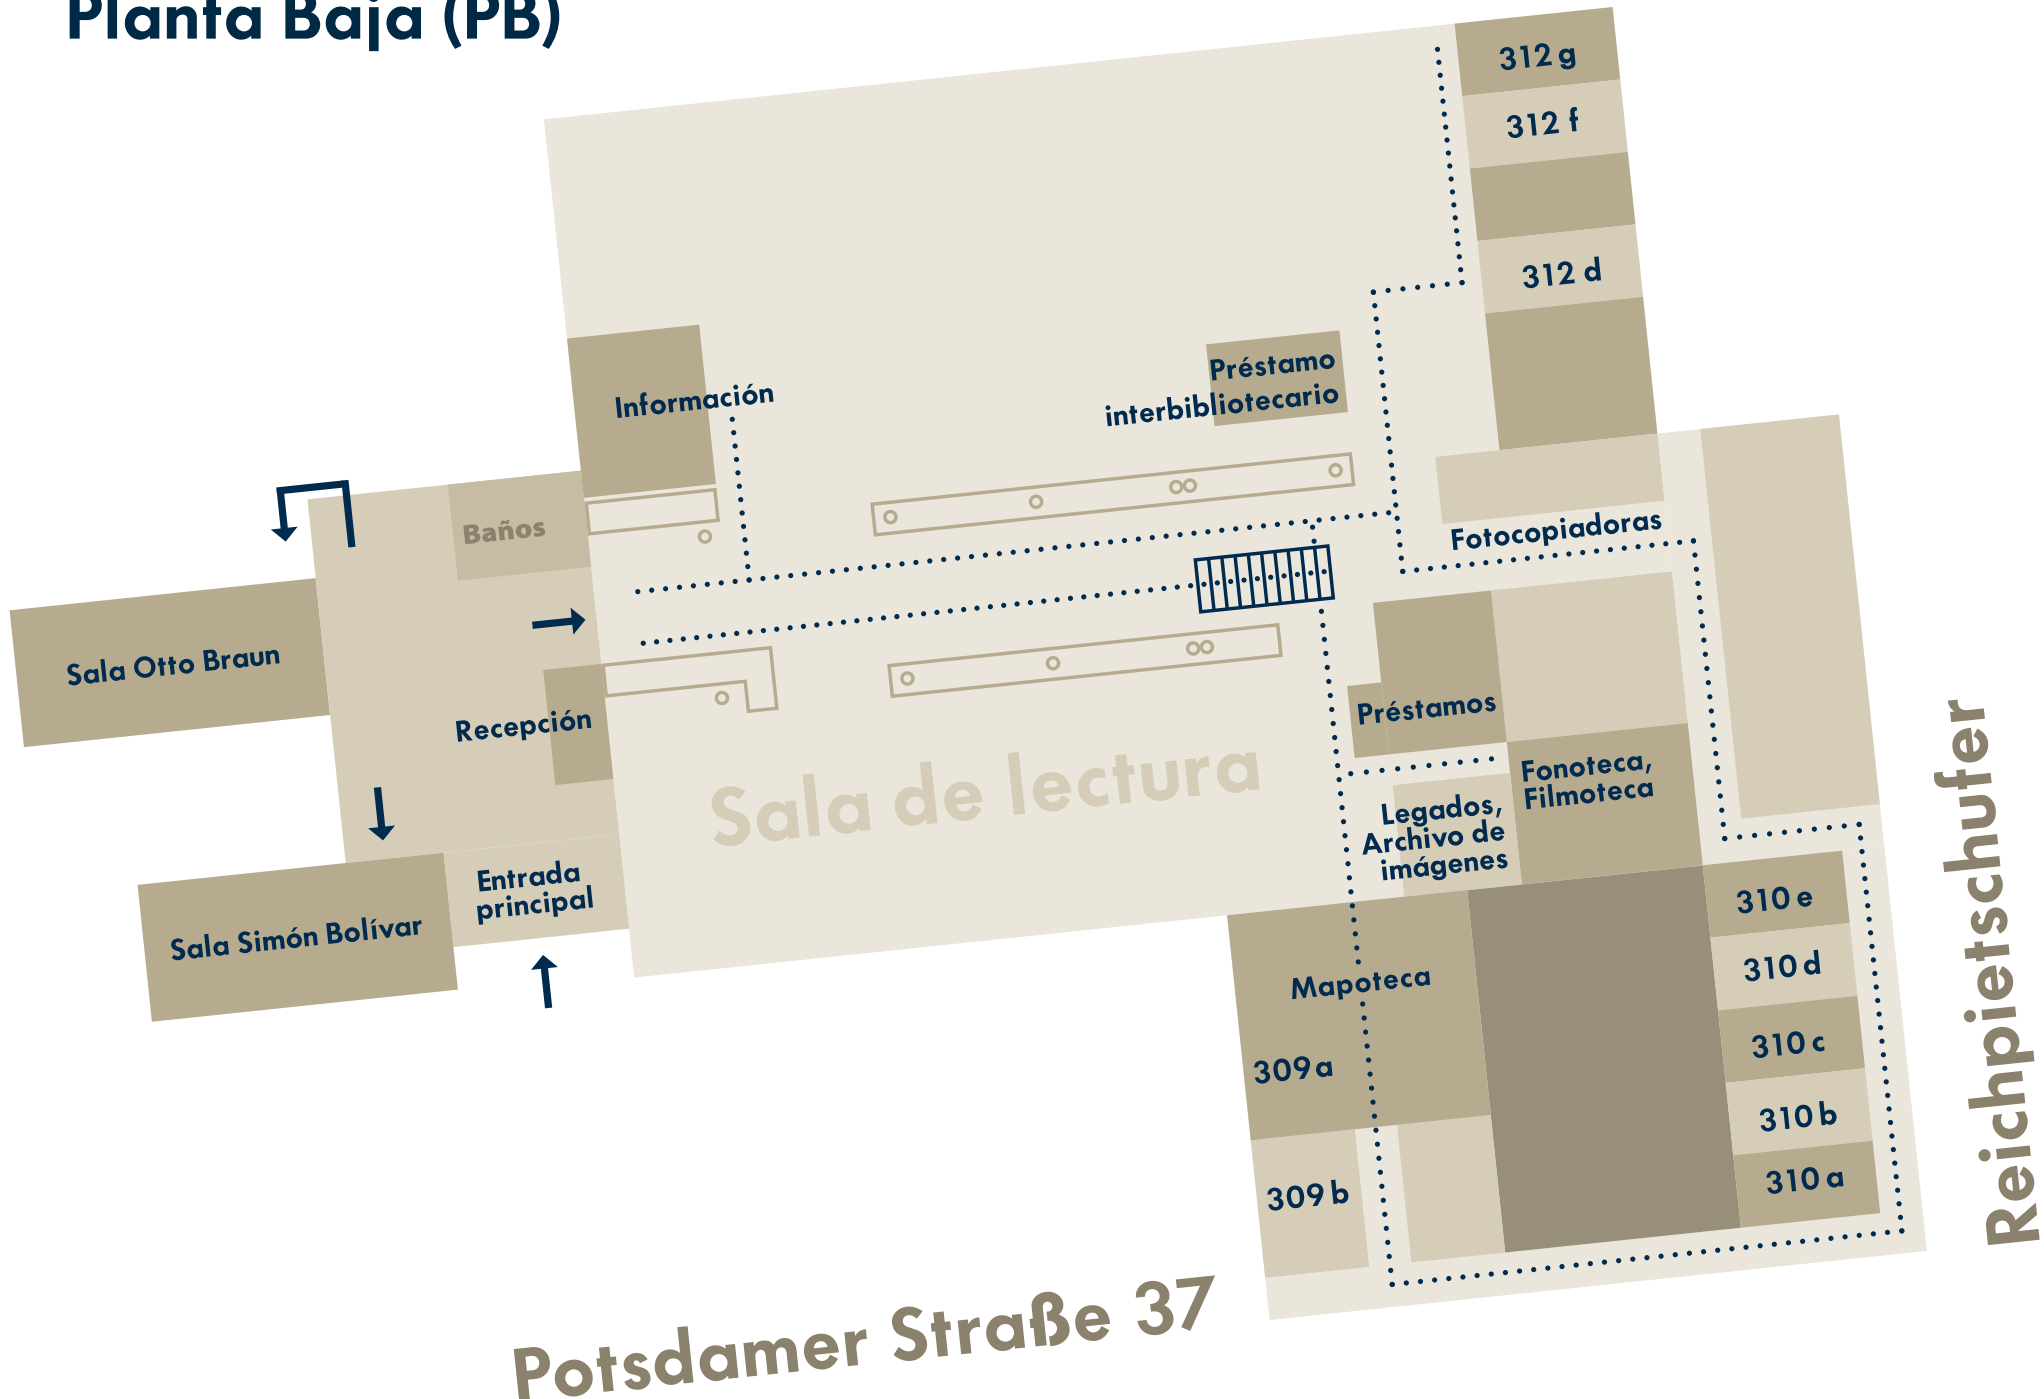 Planta Baja (PB)
312 g
312 f
312 d
Información
Préstamo
interbibliotecario
Baños
Fotocopiadoras
Sala Otto Braun
Recepción
Préstamos
Sala de lectura
Fonoteca,
Filmoteca
Legados,
Archivo de
imágenes
Entrada
principal
Sala Simón Bolívar
Mapoteca
309 a
309 b
310 e
310 d
310 c
310 b
310 a
Reichpietschufer
Potsdamer Straße 37